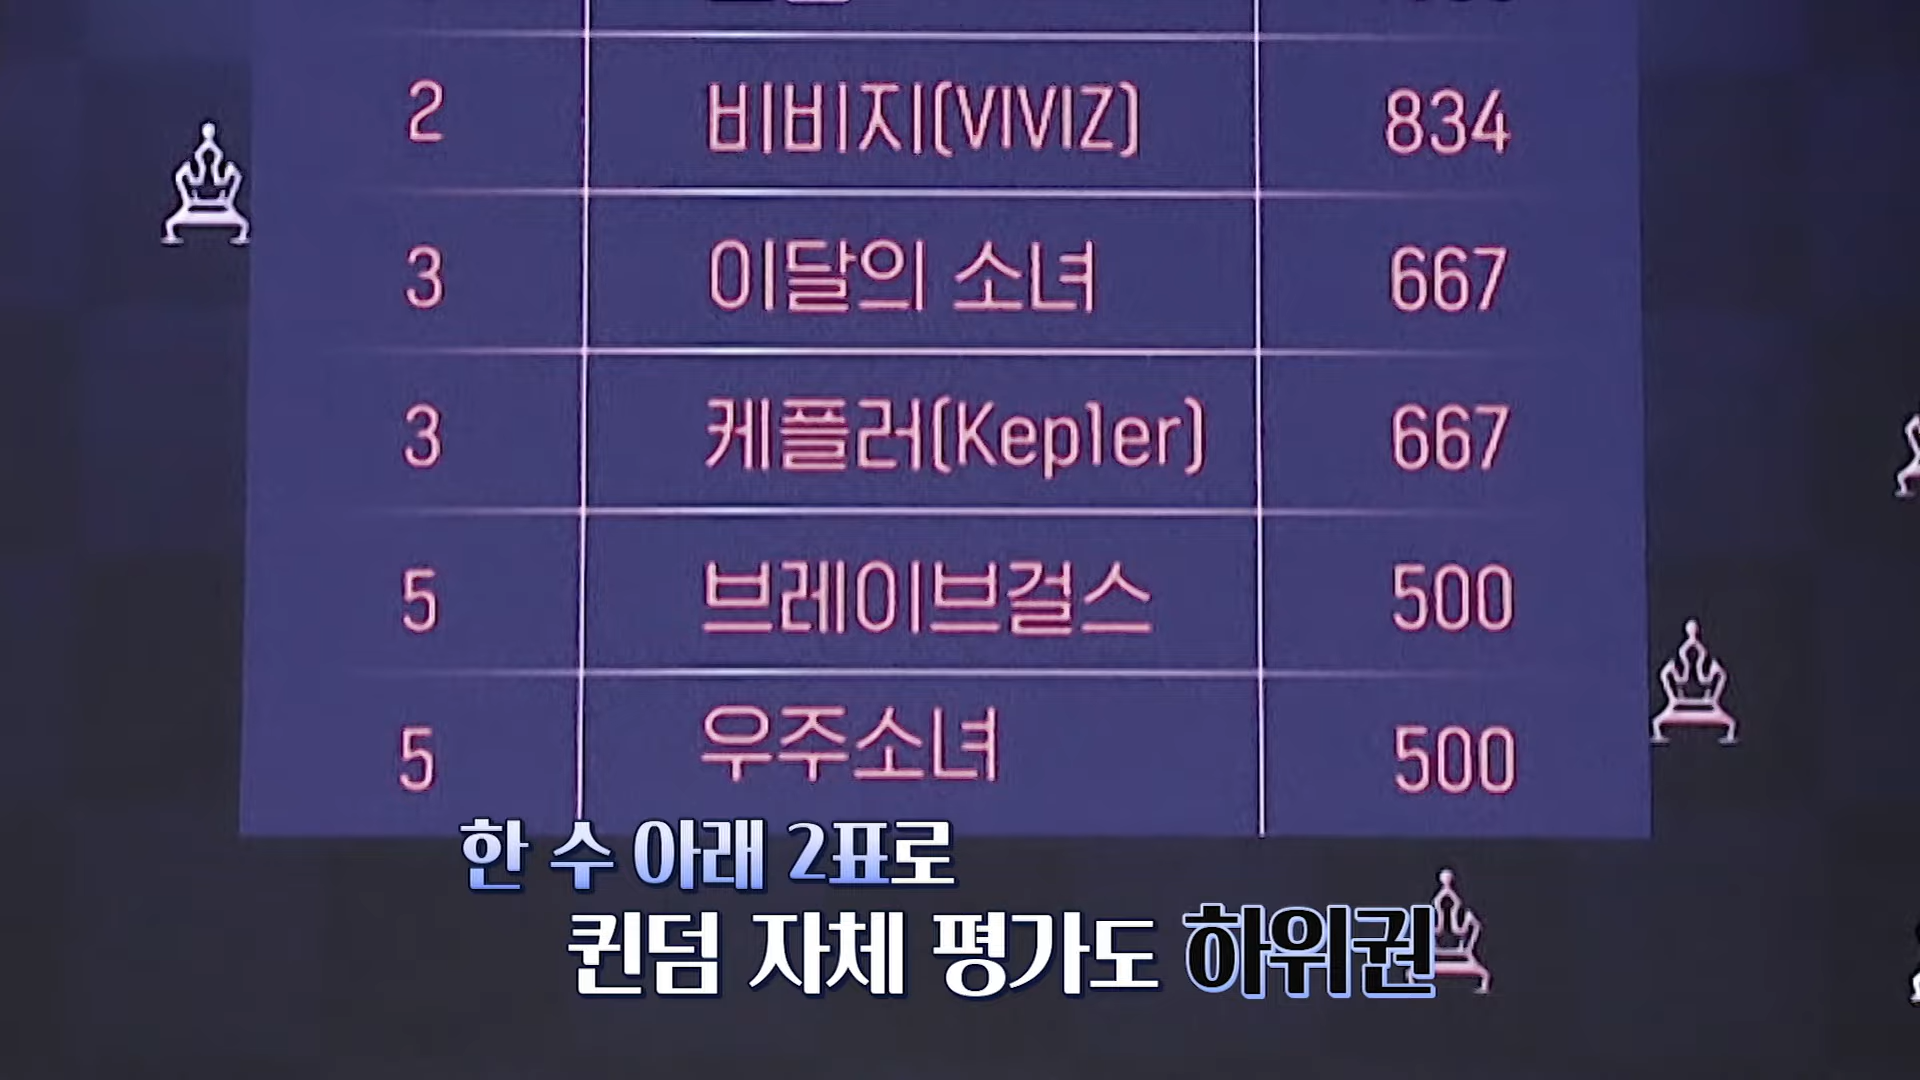 2 비비지(VIVIZ) 834
3 이달의 소녀 667
3 케플러(Kep1er) 667
5 브레이브걸스 500
5 우주소녀 500
한 수 아래 2표로
퀸덤 자체 평가도 하위권